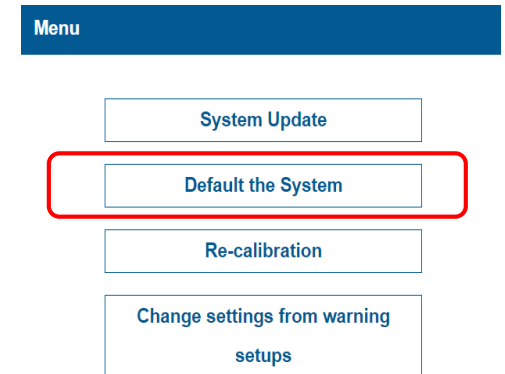 Menu
System Update
Default the System
Re-calibration
Change settings from warning
setups